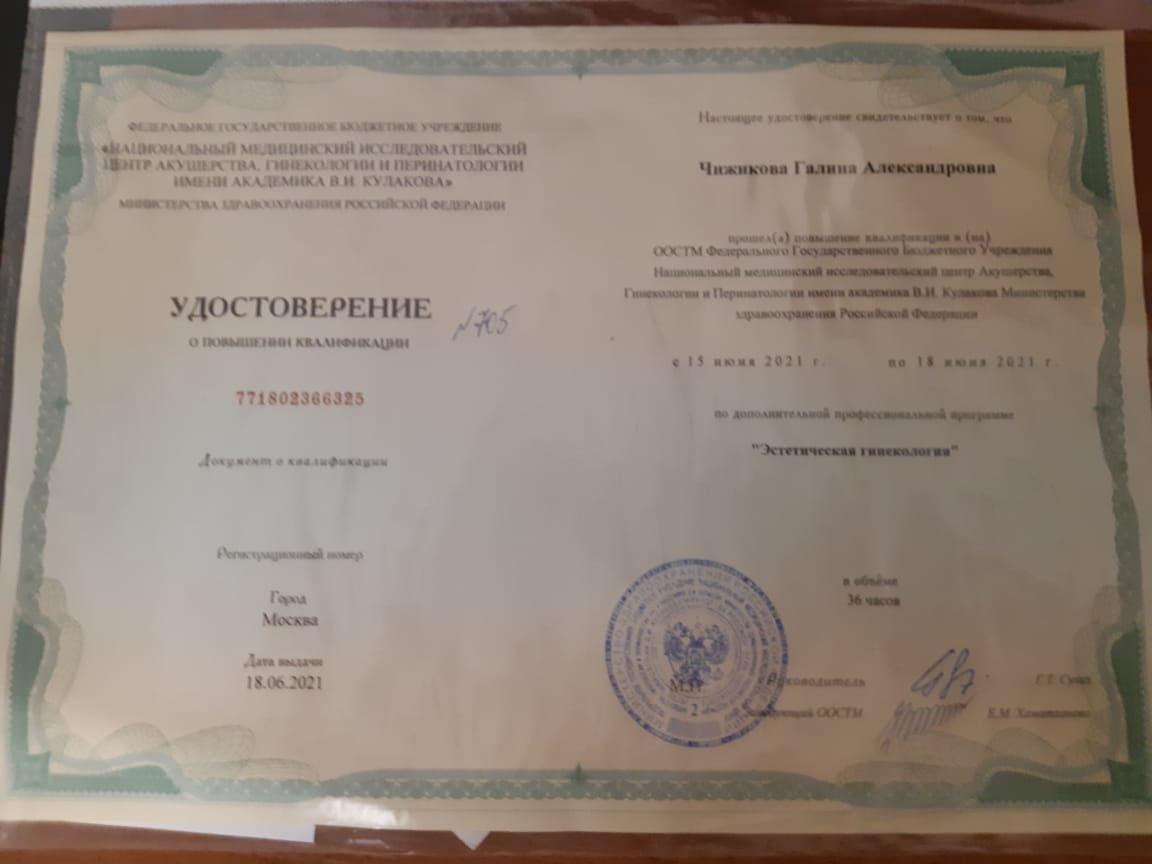 ФЕДЕРАЛЬНОЕ ГОСУДАРСТВЕННОЕ БЮДЖЕТНОЕ УЧРЕЖДЕНИЕ
«НАЦИОНАЛЬНЫЙ МЕДИЦИНСКИЙ ИССЛЕДОВАТЕЛЬСКИЙ
ЦЕНТР АКУШЕРСТВА, ГИНЕКОЛОГИИ И ПЕРИНАТОЛОГИИ
ИМЕНИ АКАДЕМИКА В.И. КУЛАКОВА»
МИНИСТЕРСТВА ЗДРАВООХРАНЕНИЯ РОССИЙСКОЙ ФЕДЕРАЦИИ
УДОСТОВЕРЕНИЕ
№705
О ПОВЫШЕНИИ КВАЛИФИКАЦИИ
771802366325
Документ о квалификации
Регистрационный номер
Город
Москва
Дата выдачи
18.06.2021
Настоящее удостоверение свидетельствует о том, что
Чижикова Галина Александровна
прошел(а) повышение квалификации в (на)
ООСТМ Федерального Государственного Бюджетного Учреждения
Национальный медицинский исследовательский центр Акушерства,
Гинекологии и Перинатологии имени академика В.И. Кулакова Министерства
здравоохранения Российской Федерации
с 15 июня 2021 г. по 18 июня 2021 г.
по дополнительной профессиональной программе
"Эстетическая гинекология"
в объёме
36 часов
М.П.
2
Руководитель Г.Т. Сухих
Заведующий ООСТМ